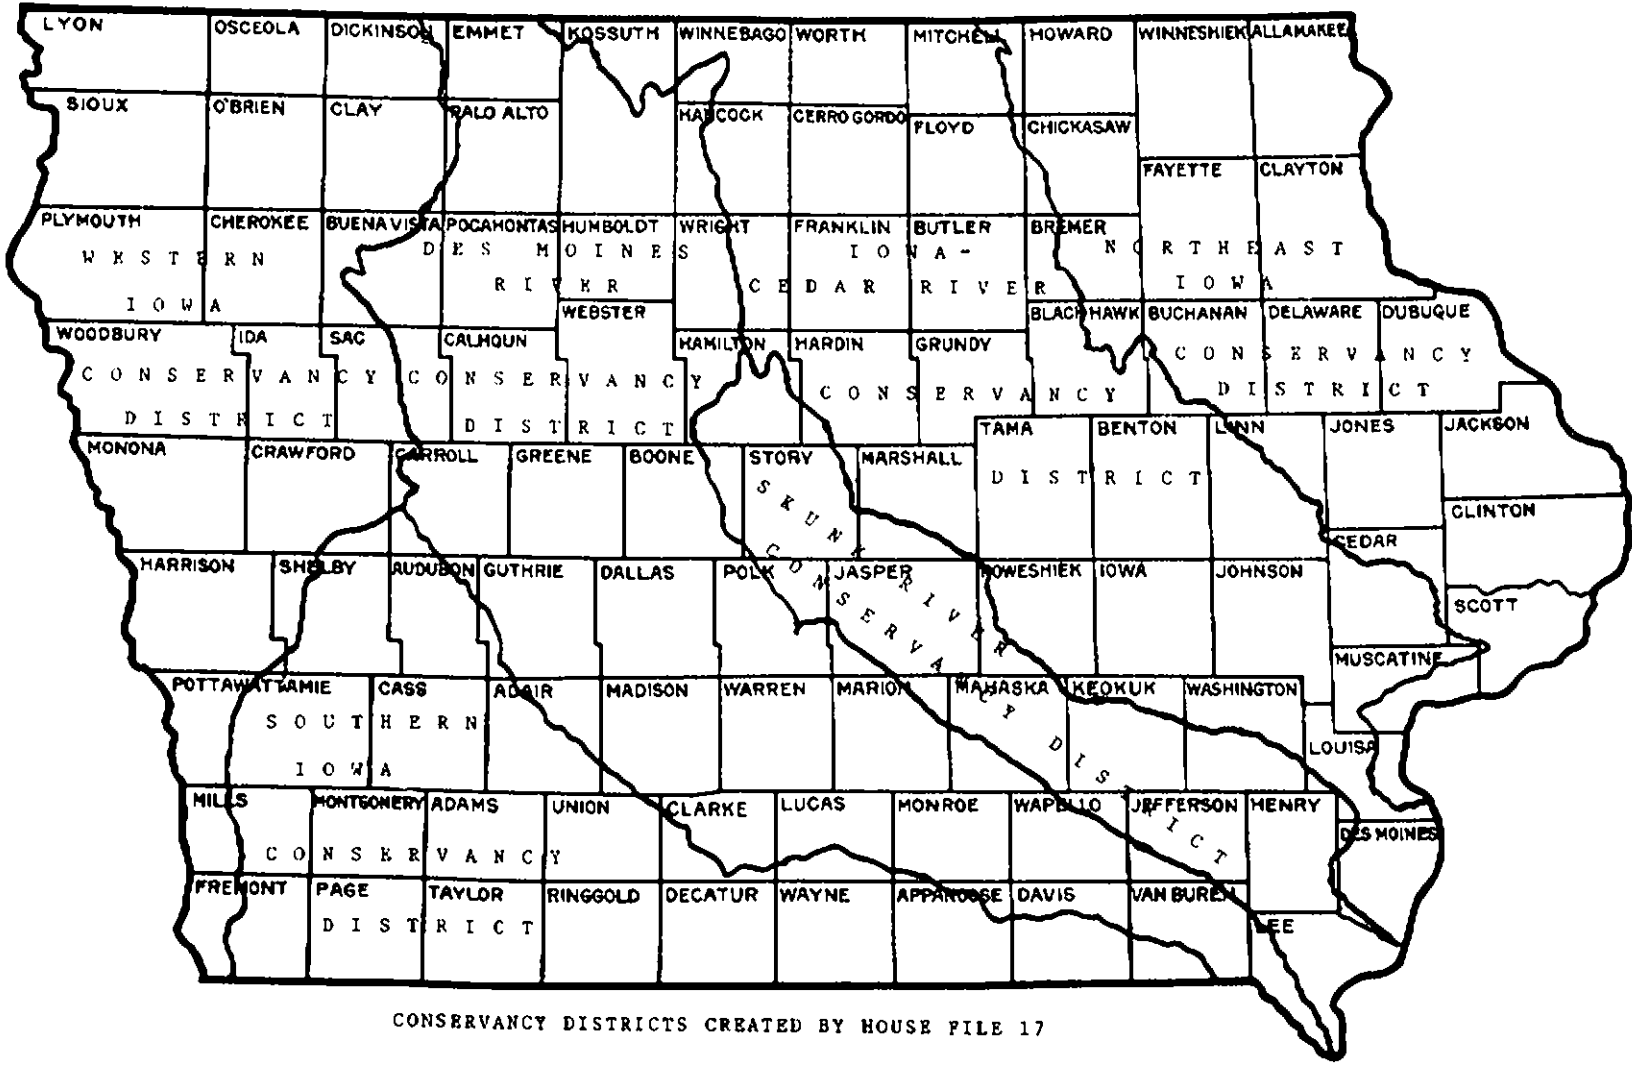 LYON OSCEOLA DICKINSON EMMET KOSSUTH WINNEBAGO WORTH MITCHELL HOWARD WINNESHIEK ALLAMAKEE
SIOUX O'BRIEN CLAY PALO ALTO HANCOCK CERRO GORDO FLOYD CHICKASAW
FAYETTE CLAYTON
PLYMOUTH CHEROKEE BUENA VISTA POCAHONTAS HUMBOLDT WRIGHT FRANKLIN BUTLER BREMER
WESTERN DES MOINES IOWA- NORTHEAST
RIVER CEDAR RIVER IOWA
IOWA
WEBSTER BLACK HAWK BUCHANAN DELAWARE DUBUQUE
WOODBURY IDA SAC CALHOUN HAMILTON HARDIN GRUNDY
CONSERVANCY
CONSERVANCY CONSERVANCY CONSERVANCY DISTRICT
DISTRICT DISTRICT
TAMA BENTON LINN JONES JACKSON
MONONA CRAWFORD CARROLL GREENE BOONE STORY MARSHALL
DISTRICT
SKUNK RIVER
CONSERVANCY DISTRICT
CLINTON
CEDAR
HARRISON SHELBY AUDUBON GUTHRIE DALLAS POLK JASPER POWESHIEK IOWA JOHNSON
SCOTT
MUSCATINE
POTTAWATTAMIE CASS ADAIR MADISON WARREN MARION MAHASKA KEOKUK WASHINGTON
SOUTHERN
LOUISA
IOWA
MILLS MONTGOMERY ADAMS UNION CLARKE LUCAS MONROE WAPELLO JEFFERSON HENRY
DES MOINES
CONSERVANCY
FREMONT PAGE TAYLOR RINGGOLD DECATUR WAYNE APPANOOSE DAVIS VAN BUREN
DISTRICT LEE
CONSERVANCY DISTRICTS CREATED BY HOUSE FILE 17